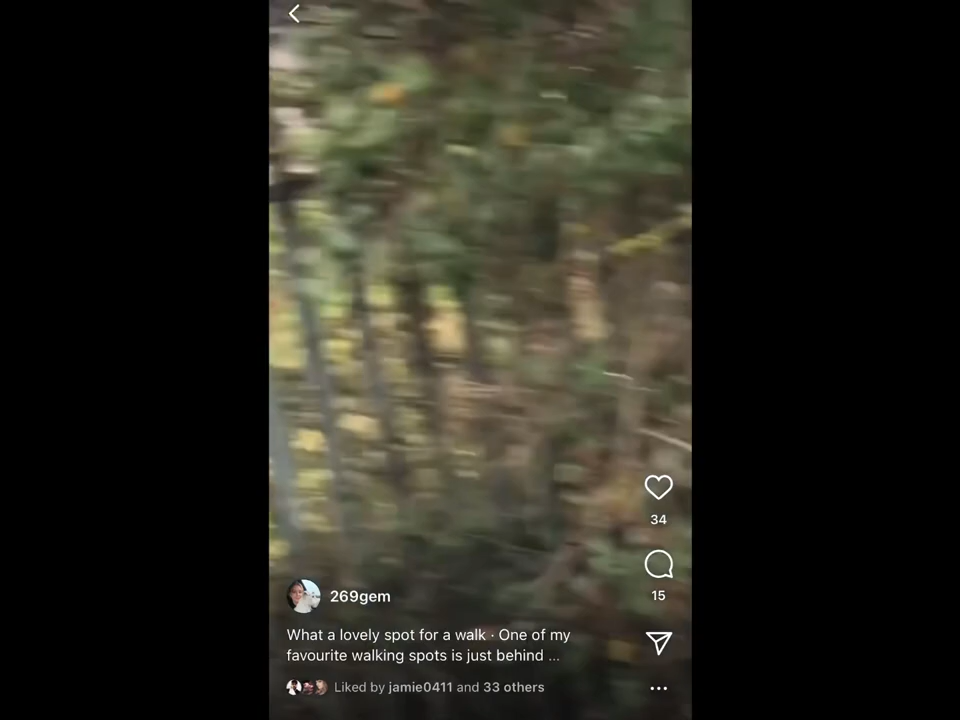 34
15
269gem
What a lovely spot for a walk · One of my
favourite walking spots is just behind ...
Liked by jamie0411 and 33 others